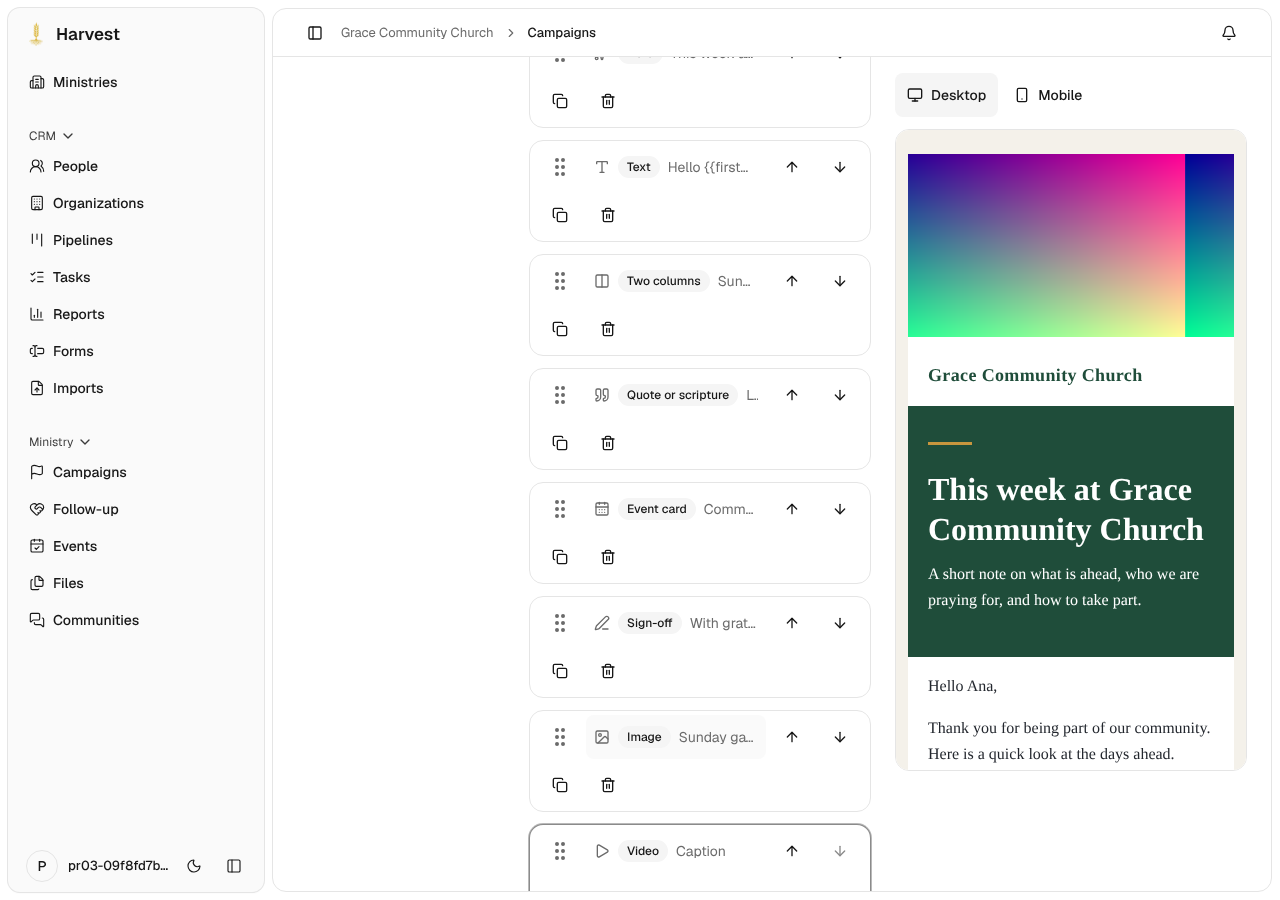 Harvest
Grace Community Church
Campaigns
Ministries
CRM
People
Organizations
Pipelines
Tasks
Reports
Forms
Imports
Ministry
Campaigns
Follow-up
Events
Files
Communities
P
pr03-09f8fd7b…
Text Hello {{first…
Two columns Sun…
Quote or scripture L…
Event card Comm…
Sign-off With grat…
Image Sunday ga…
Video Caption
Desktop
Mobile
Grace Community Church
This week at Grace
Community Church
A short note on what is ahead, who we are
praying for, and how to take part.
Hello Ana,
Thank you for being part of our community.
Here is a quick look at the days ahead.